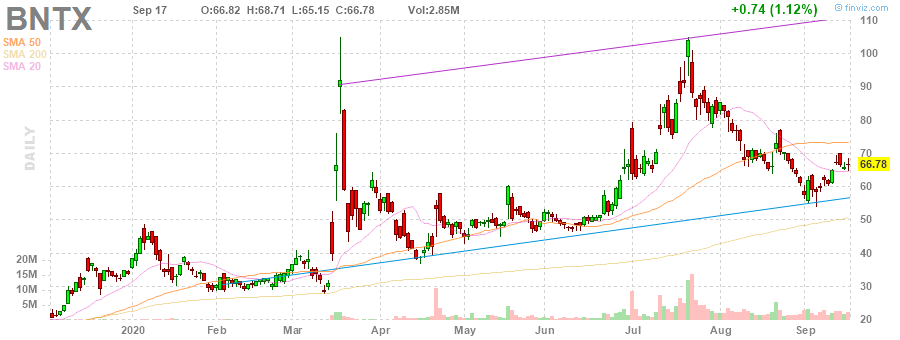 BNTX Sep 17 O:66.82 H:68.71 L:65.15 C:66.78 Vol:2.85M +0.74 (1.12%) finviz.com
SMA 50
SMA 200
SMA 20
DAILY
110
100
90
80
70
66.78
60
50
40
30
20
20M
15M
10M
5M
2020 Feb Mar Apr May Jun Jul Aug Sep